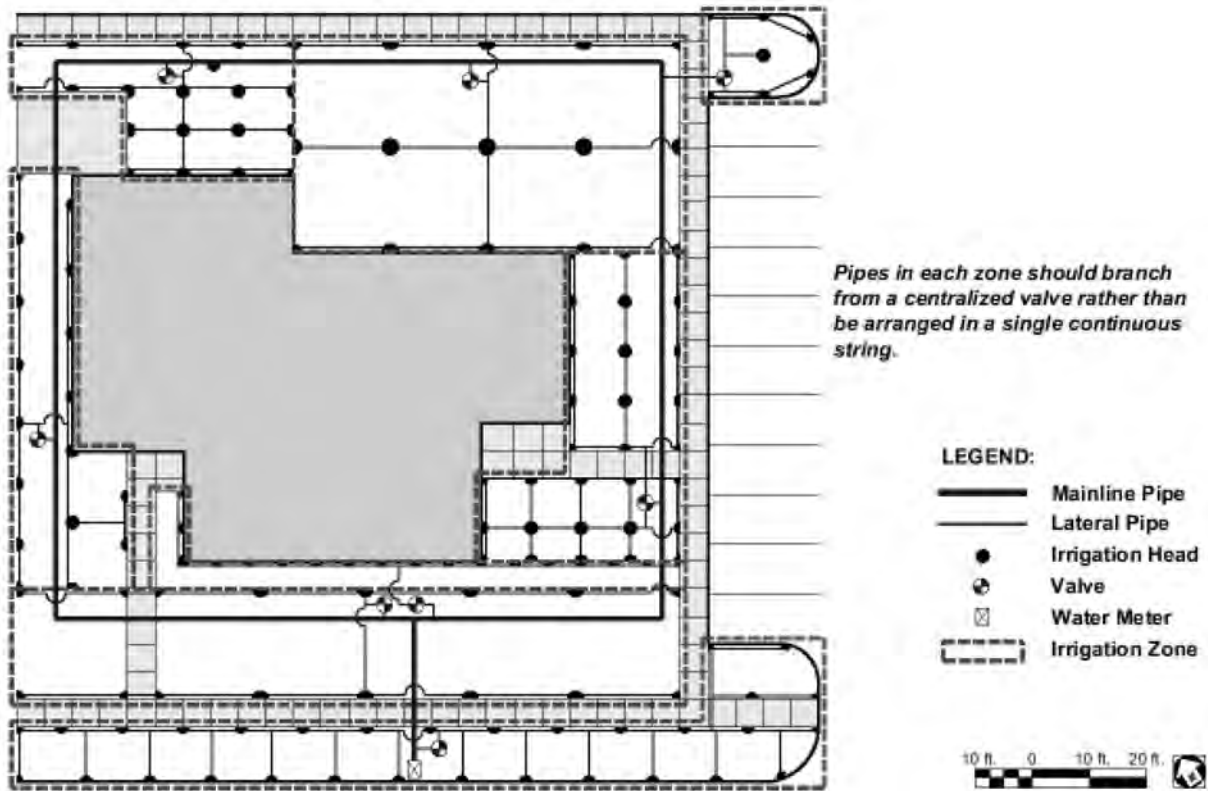 Pipes in each zone should branch
from a centralized valve rather than
be arranged in a single continuous
string.
LEGEND:
Mainline Pipe
Lateral Pipe
Irrigation Head
Valve
Water Meter
Irrigation Zone
10 ft. 0 10 ft. 20 ft.